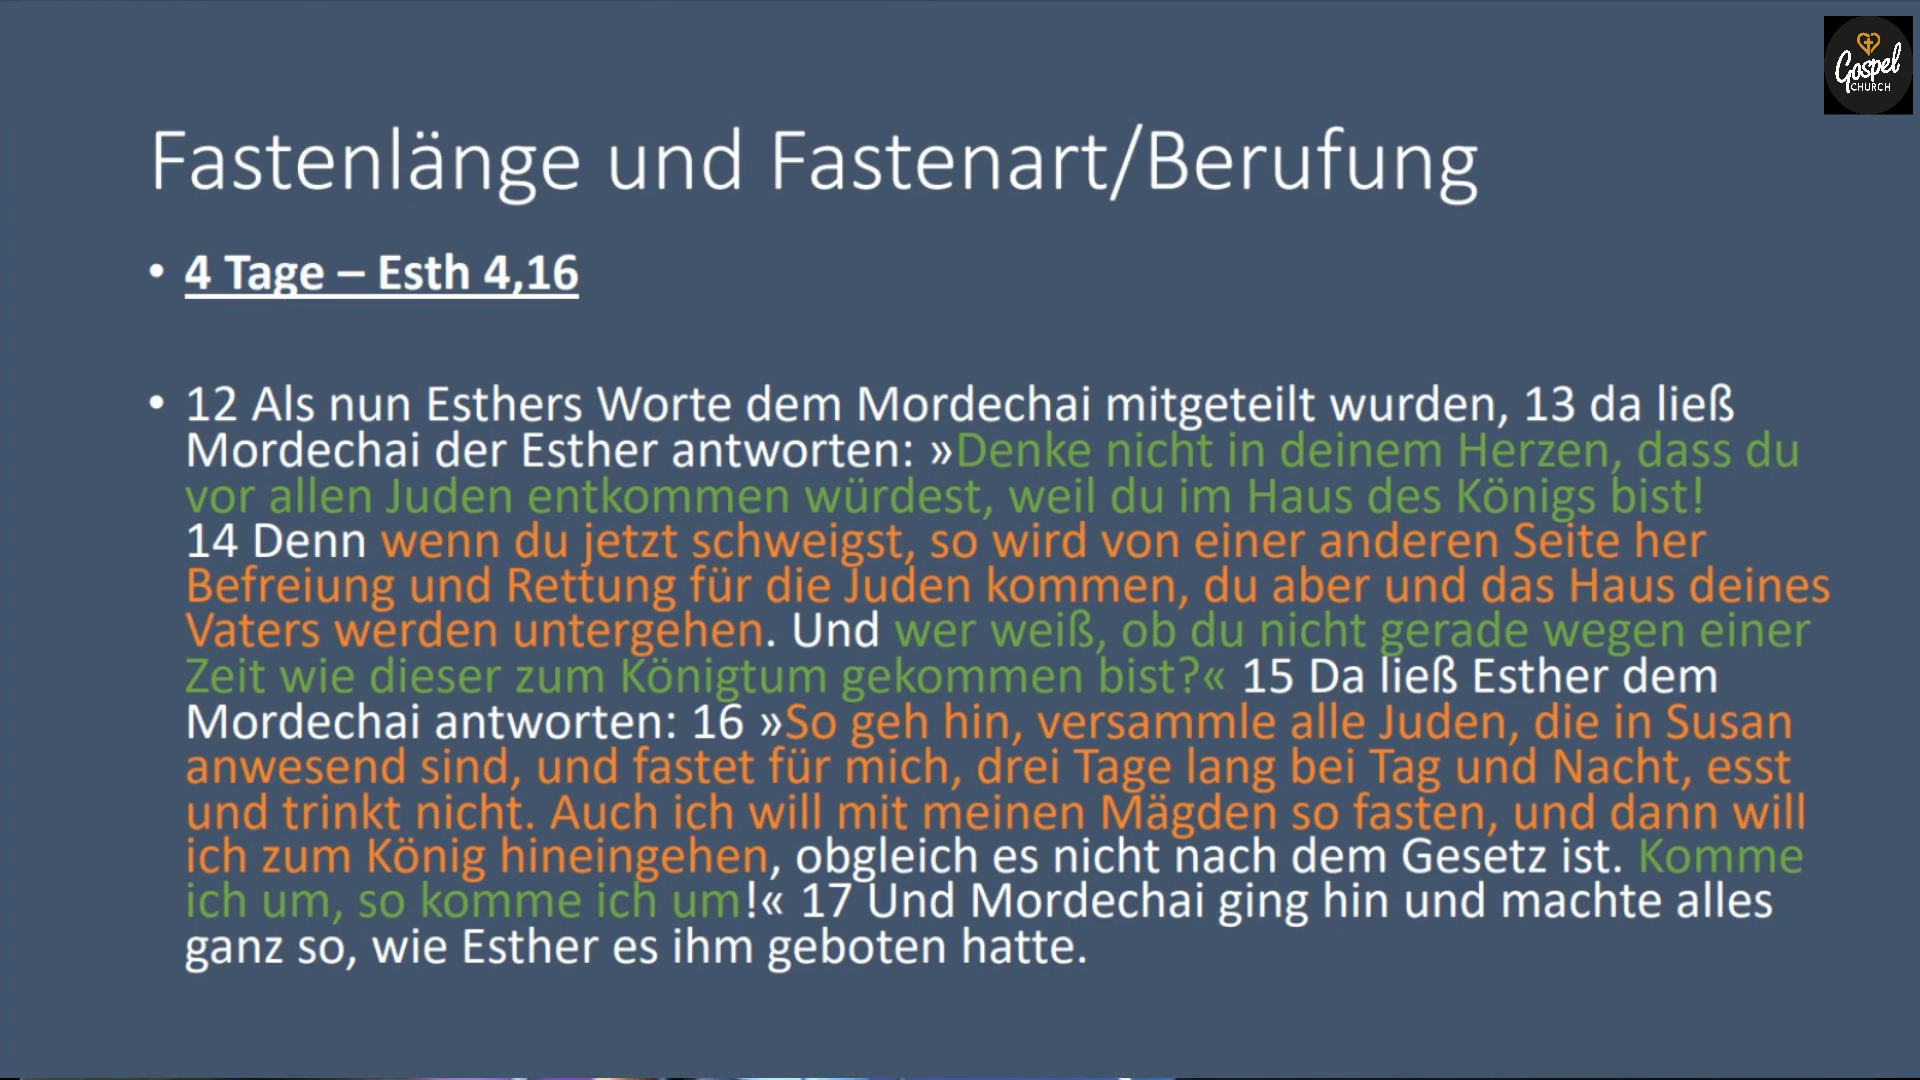 Gospel
CHURCH
Fastenlänge und Fastenart/Berufung
• 4 Tage – Esth 4,16
• 12 Als nun Esthers Worte dem Mordechai mitgeteilt wurden, 13 da ließ
Mordechai der Esther antworten: »Denke nicht in deinem Herzen, dass du
vor allen Juden entkommen würdest, weil du im Haus des Königs bist!
14 Denn wenn du jetzt schweigst, so wird von einer anderen Seite her
Befreiung und Rettung für die Juden kommen, du aber und das Haus deines
Vaters werden untergehen. Und wer weiß, ob du nicht gerade wegen einer
Zeit wie dieser zum Königtum gekommen bist?« 15 Da ließ Esther dem
Mordechai antworten: 16 »So geh hin, versammle alle Juden, die in Susan
anwesend sind, und fastet für mich, drei Tage lang bei Tag und Nacht, esst
und trinkt nicht. Auch ich will mit meinen Mägden so fasten, und dann will
ich zum König hineingehen, obgleich es nicht nach dem Gesetz ist. Komme
ich um, so komme ich um!« 17 Und Mordechai ging hin und machte alles
ganz so, wie Esther es ihm geboten hatte.